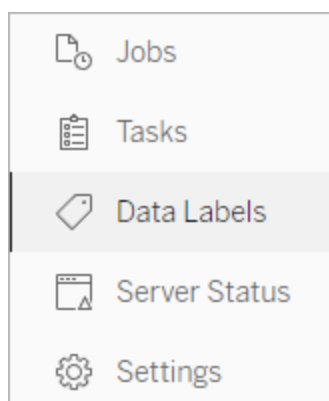 Jobs
Tasks
Data Labels
Server Status
Settings